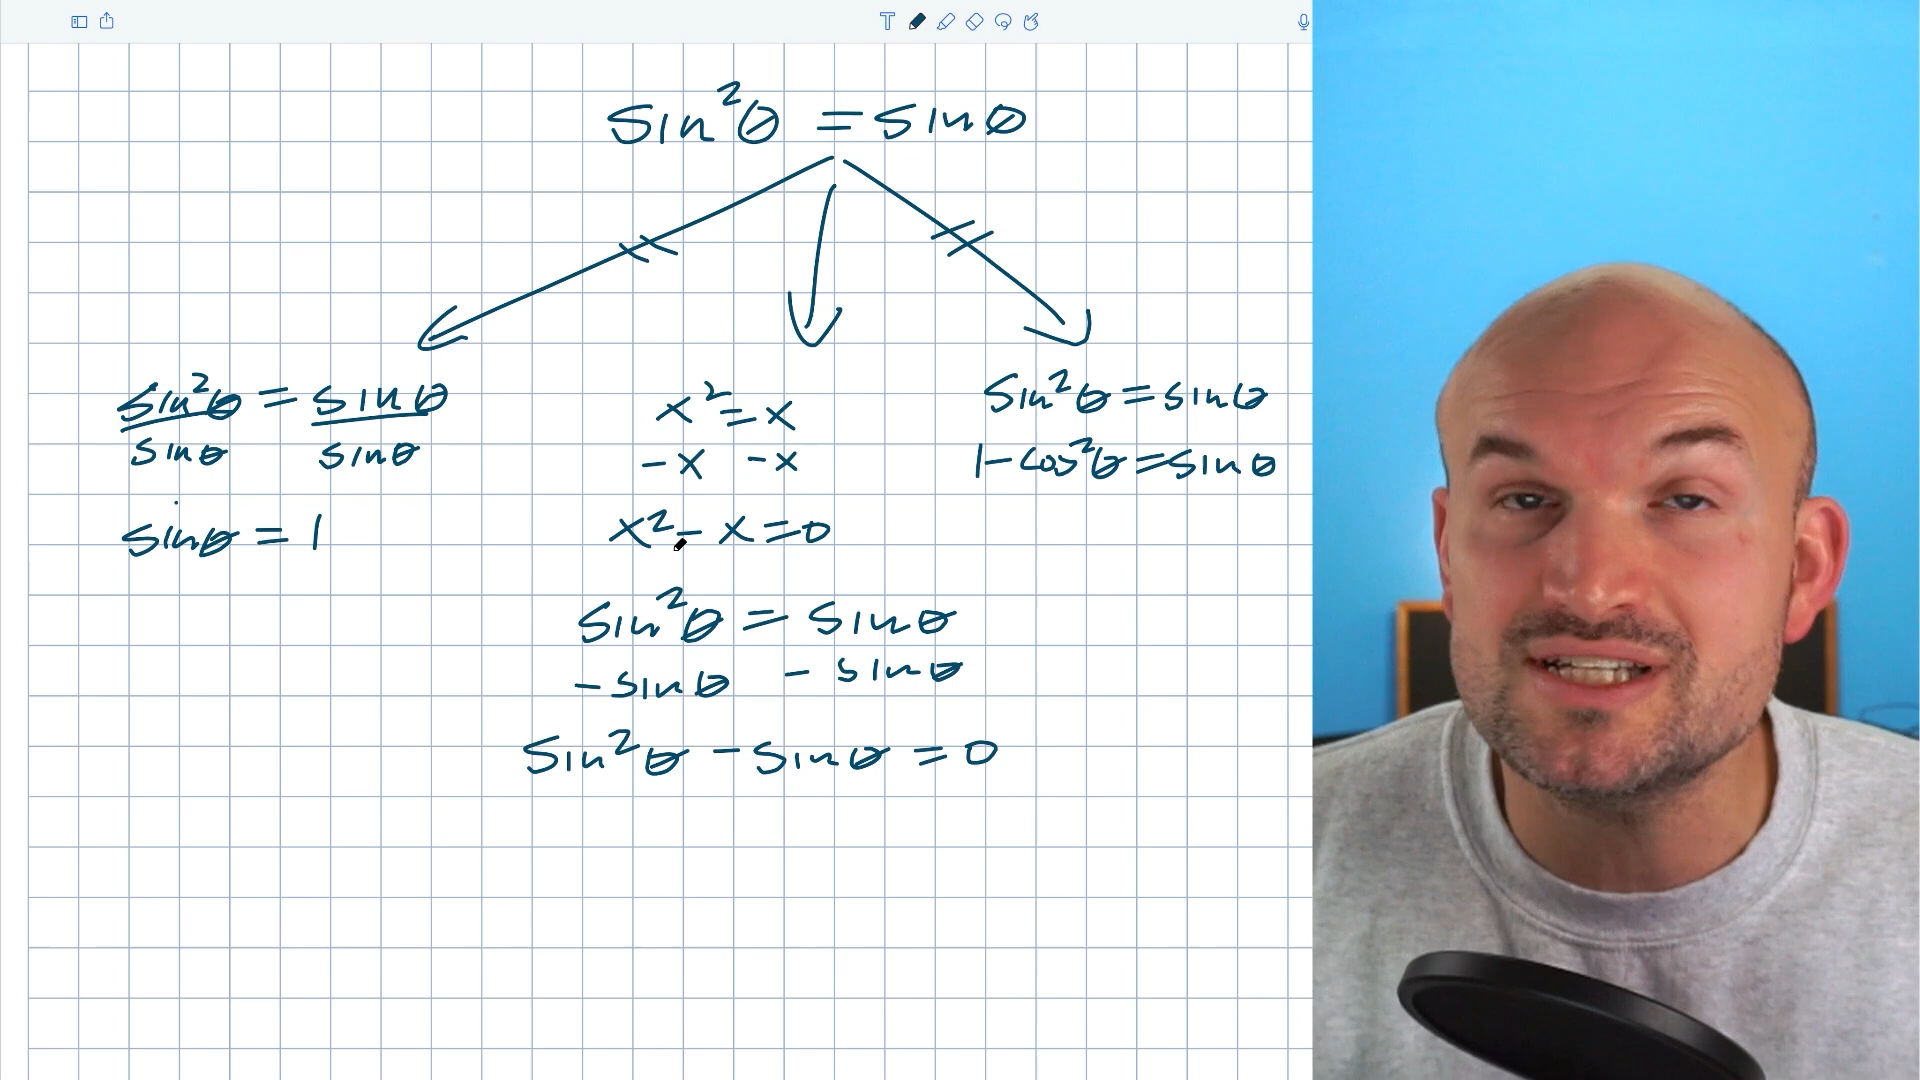 sin²θ = sinθ
sin²θ = sinθ
sinθ sinθ
sinθ = 1
x² = x
-x -x
x² - x = 0
sin²θ = sinθ
-sinθ - sinθ
sin²θ - sinθ = 0
sin²θ = sinθ
1 - cos²θ = sinθ